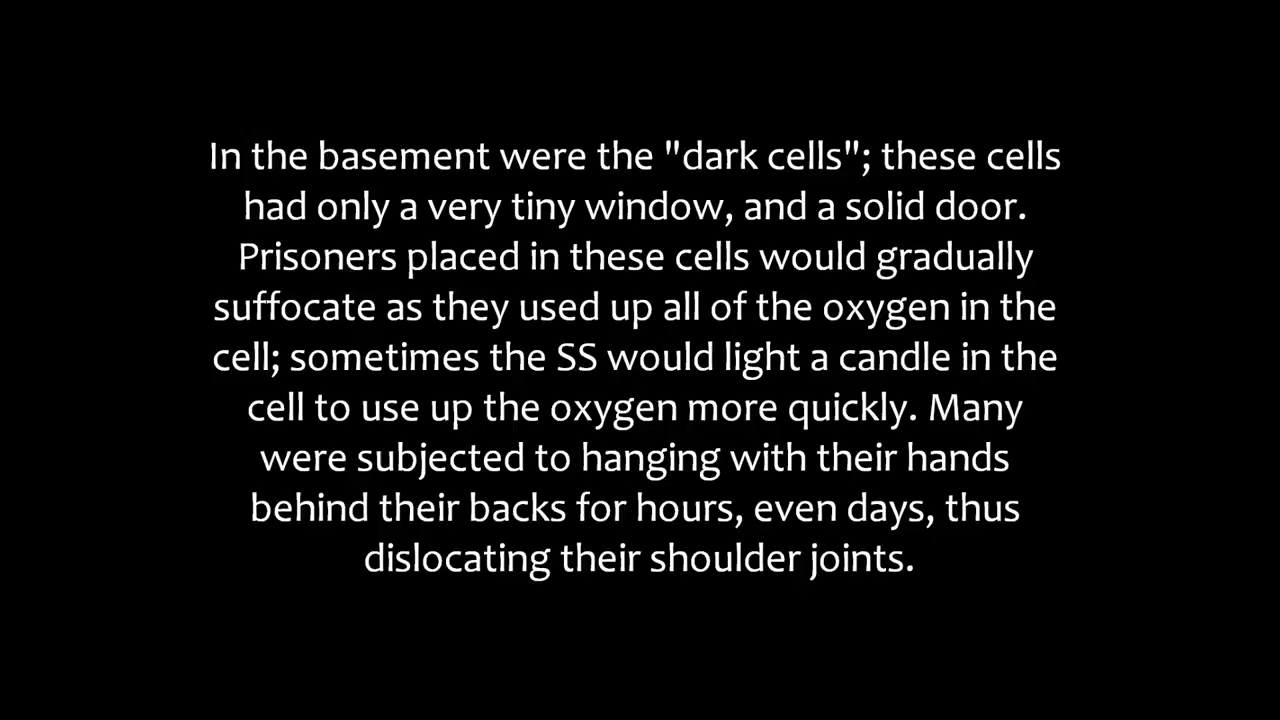 In the basement were the "dark cells"; these cells
had only a very tiny window, and a solid door.
Prisoners placed in these cells would gradually
suffocate as they used up all of the oxygen in the
cell; sometimes the SS would light a candle in the
cell to use up the oxygen more quickly. Many
were subjected to hanging with their hands
behind their backs for hours, even days, thus
dislocating their shoulder joints.